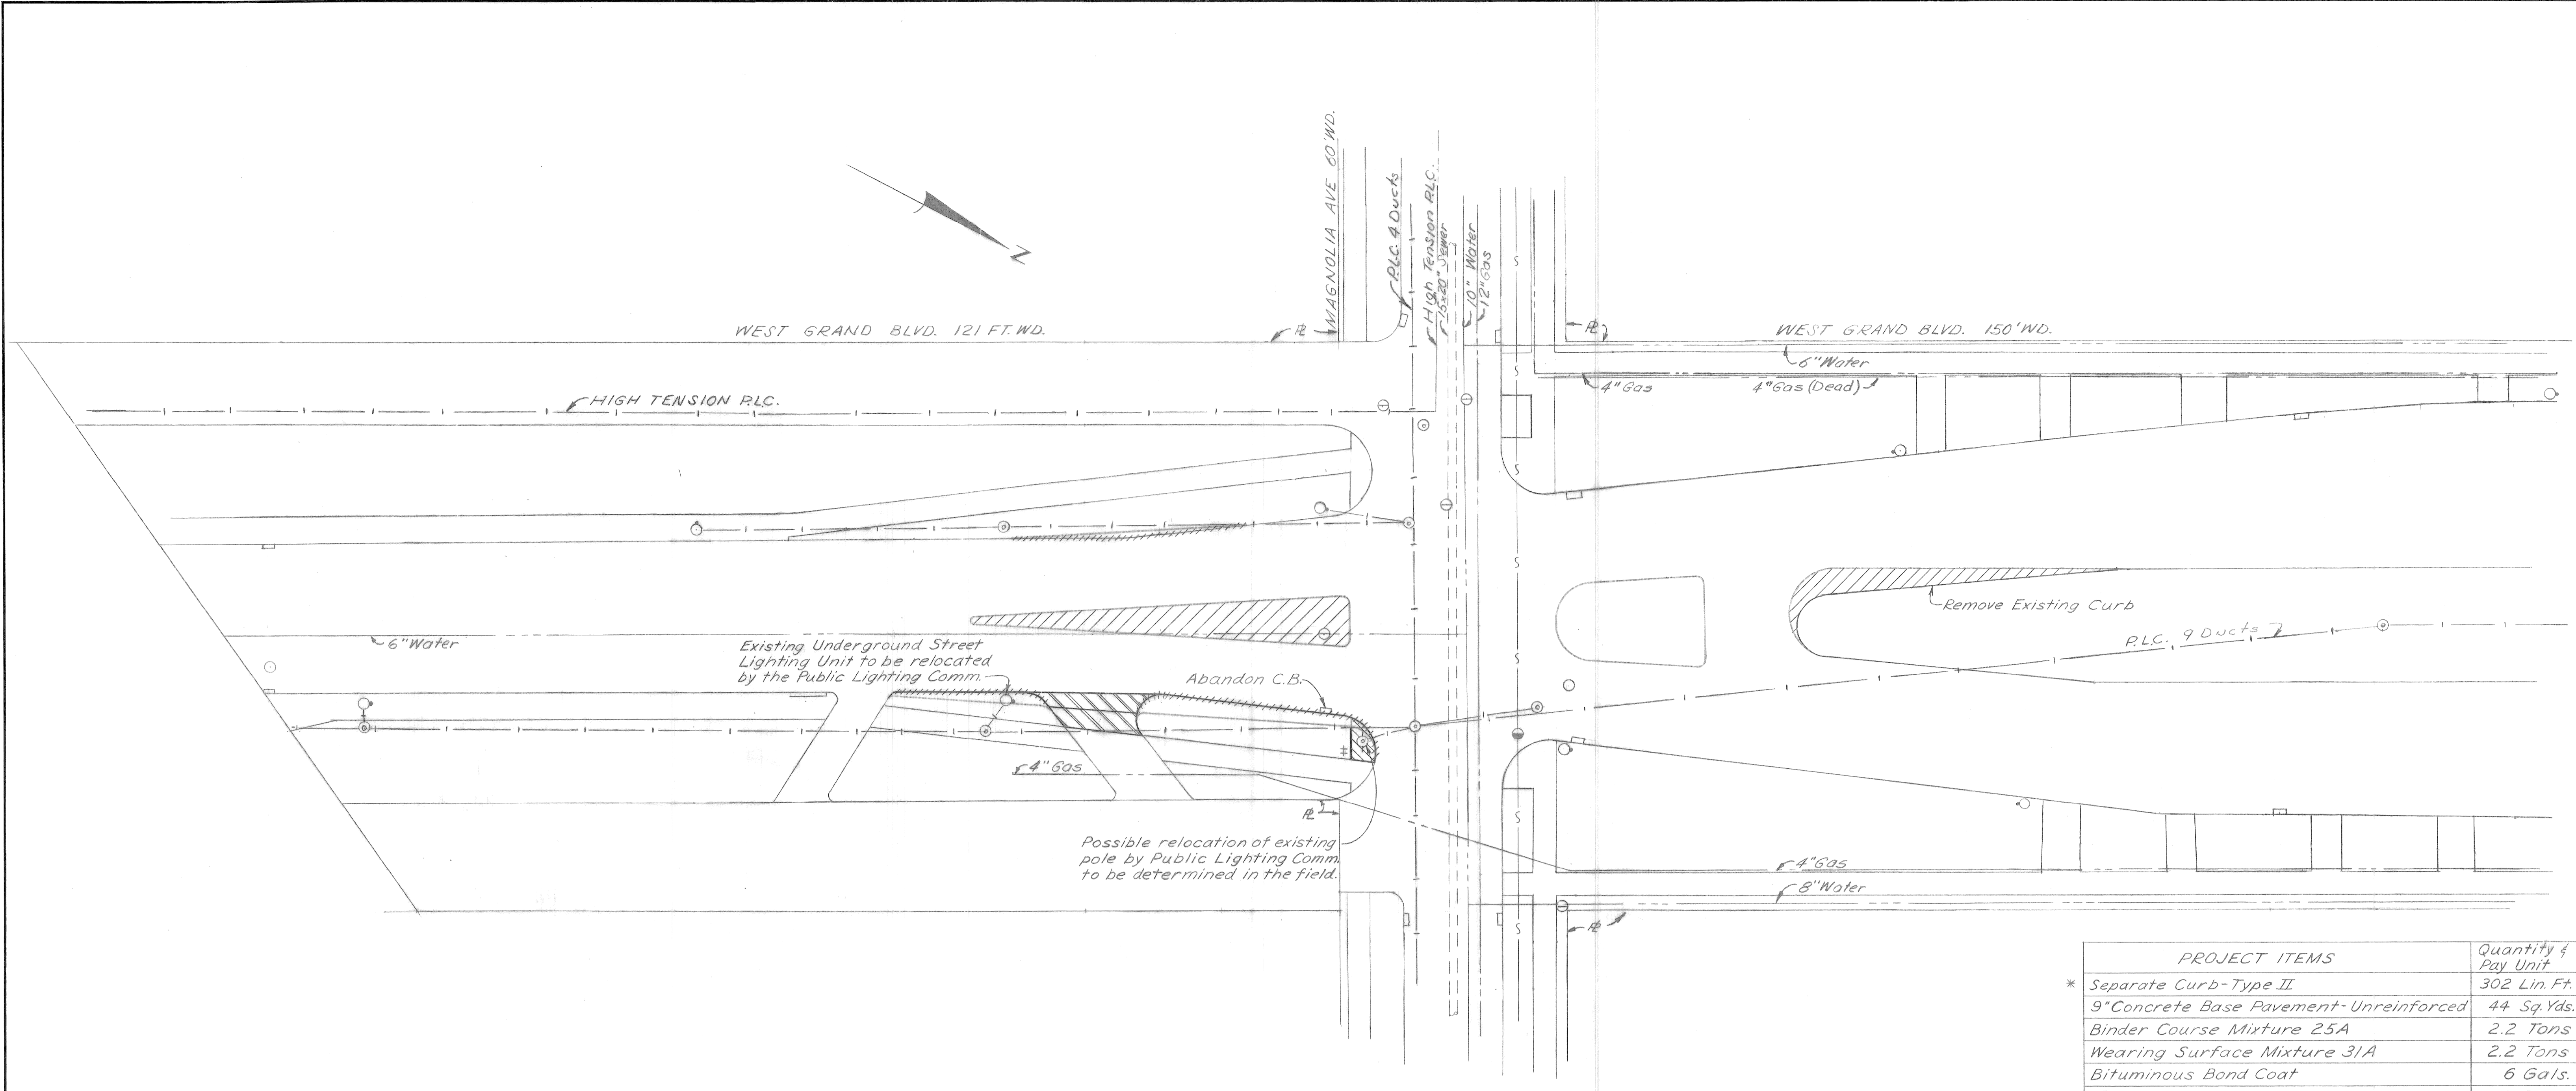 MAGNOLIA AVE 60'WD.
P.L.C. 4 Ducts
High Tension P.L.C.
15"x20" Sewer
10" Water
12" Gas
N
WEST GRAND BLVD. 121 FT. WD.
PL
PL
WEST GRAND BLVD. 150'WD.
6" Water
4" Gas
4" Gas (Dead)
HIGH TENSION P.L.C.
S
S
S
S
S
S
S
S
Remove Existing Curb
P.L.C. 9 Ducts
6" Water
Existing Underground Street
Lighting Unit to be relocated
by the Public Lighting Comm.
Abandon C.B.
4" Gas
PL
Possible relocation of existing
pole by Public Lighting Comm.
to be determined in the field.
4" Gas
8" Water
PL
PROJECT ITEMS Quantity & Pay Unit
* Separate Curb-Type II 302 Lin. Ft.
9" Concrete Base Pavement-Unreinforced 44 Sq. Yds.
Binder Course Mixture 25A 2.2 Tons
Wearing Surface Mixture 31A 2.2 Tons
Bituminous Bond Coat 6 Gals.